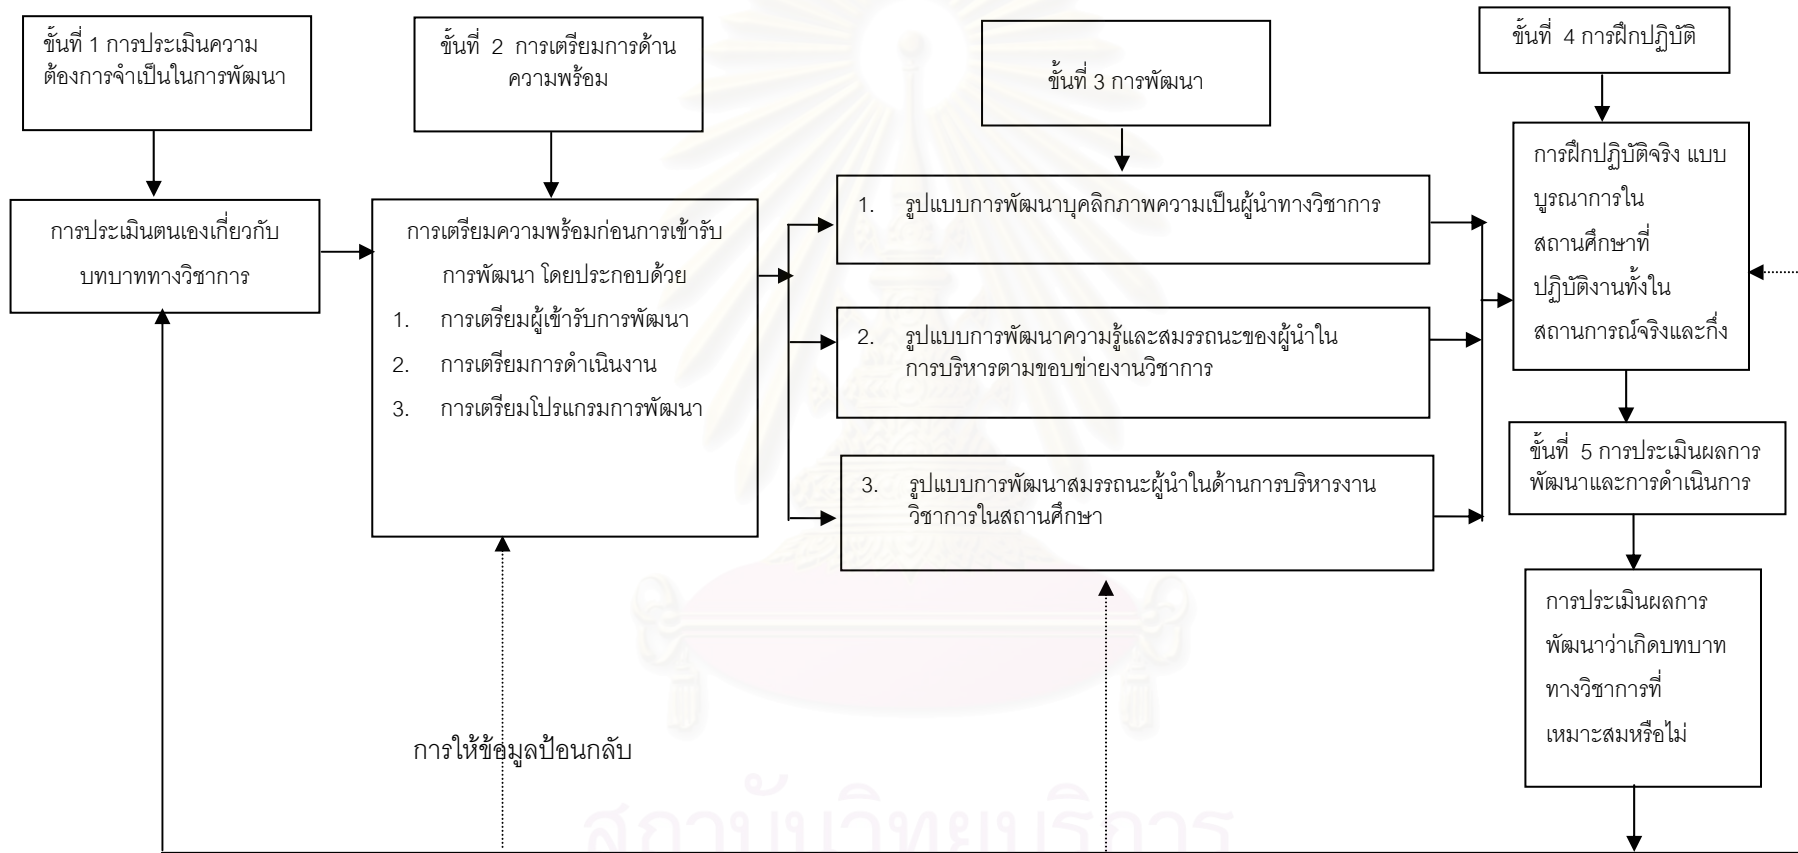 ขั้นที่ 1 การประเมินความ
ต้องการจำเป็นในการพัฒนา
การประเมินตนเองเกี่ยวกับ
บทบาททางวิชาการ
ขั้นที่ 2 การเตรียมการด้าน
ความพร้อม
การเตรียมความพร้อมก่อนการเข้ารับ
การพัฒนา โดยประกอบด้วย
1. การเตรียมผู้เข้ารับการพัฒนา
2. การเตรียมการดำเนินงาน
3. การเตรียมโปรแกรมการพัฒนา
ขั้นที่ 3 การพัฒนา
1. รูปแบบการพัฒนาบุคลิกภาพความเป็นผู้นำทางวิชาการ
2. รูปแบบการพัฒนาความรู้และสมรรถนะของผู้นำใน
การบริหารตามขอบข่ายงานวิชาการ
3. รูปแบบการพัฒนาสมรรถนะผู้นำในด้านการบริหารงาน
วิชาการในสถานศึกษา
ขั้นที่ 4 การฝึกปฏิบัติ
การฝึกปฏิบัติจริง แบบ
บูรณาการใน
สถานศึกษาที่
ปฏิบัติงานทั้งใน
สถานการณ์จริงและกึ่ง
ขั้นที่ 5 การประเมินผลการ
พัฒนาและการดำเนินการ
การประเมินผลการ
พัฒนาว่าเกิดบทบาท
ทางวิชาการที่
เหมาะสมหรือไม่
การให้ข้อมูลป้อนกลับ
สถาบันวิทยบริการ